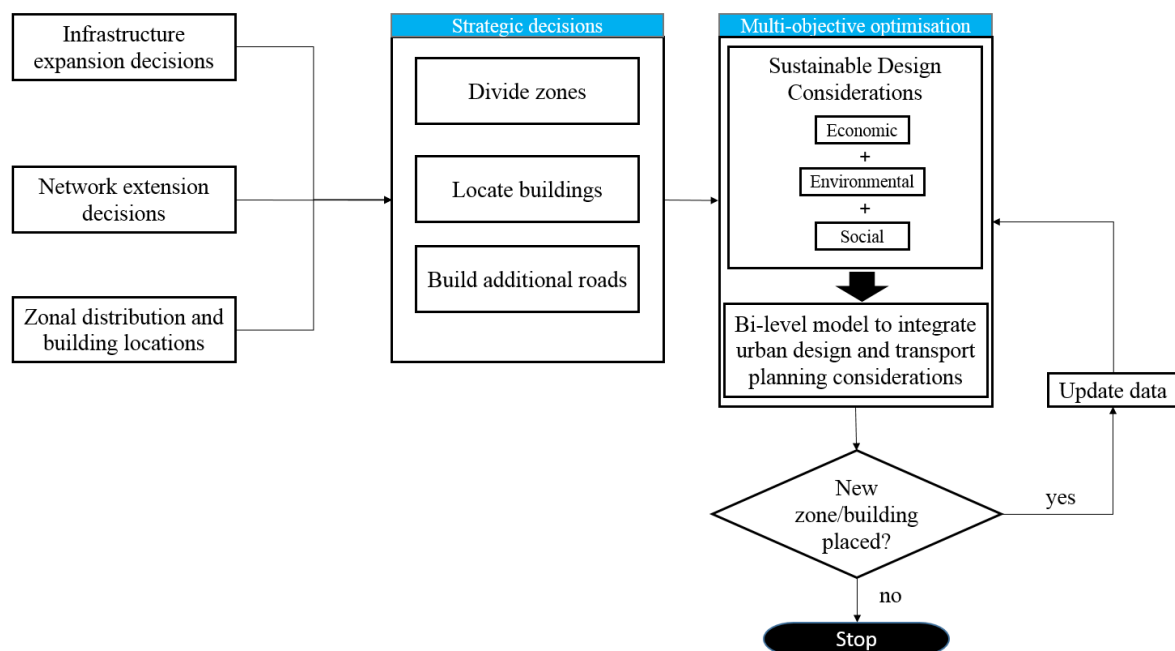 Infrastructure
expansion decisions
Network extension
decisions
Zonal distribution and
building locations
Strategic decisions
Divide zones
Locate buildings
Build additional roads
Multi-objective optimisation
Sustainable Design
Considerations
Economic
+
Environmental
+
Social
Bi-level model to integrate
urban design and transport
planning considerations
Update data
New
zone/building
placed?
yes
no
Stop